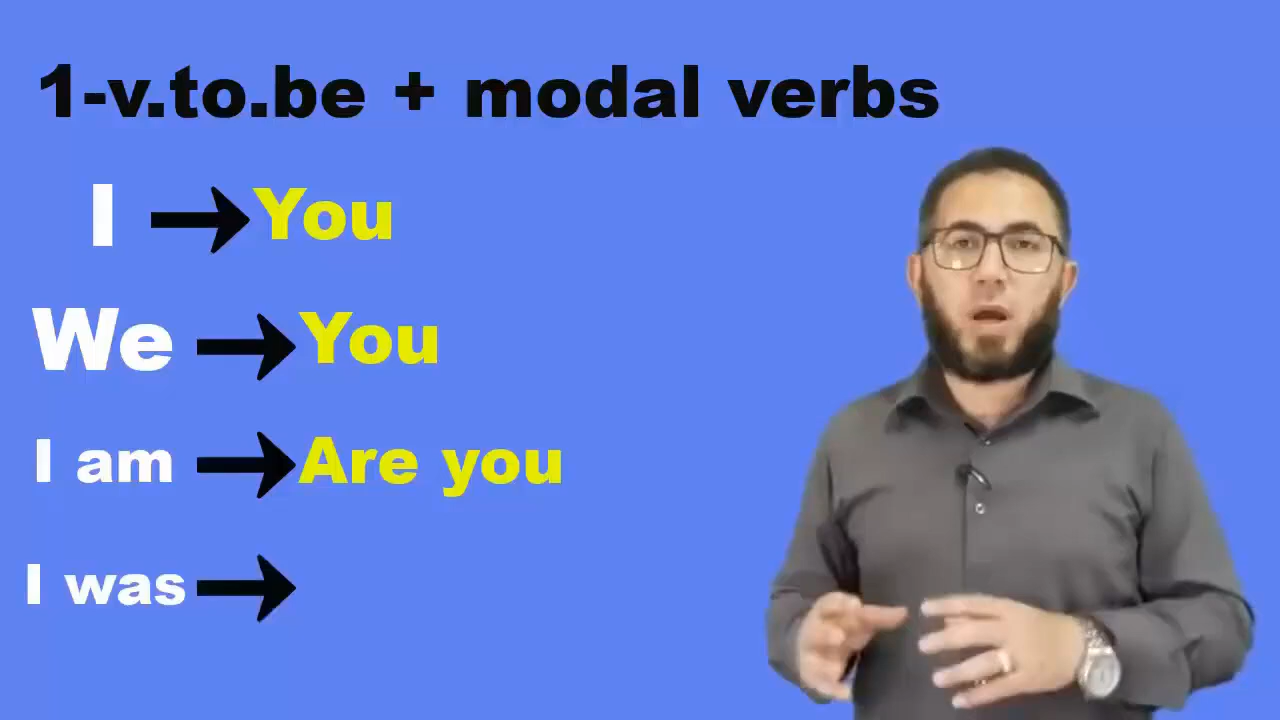 1-v.to.be + modal verbs
I → You
We → You
I am → Are you
I was →